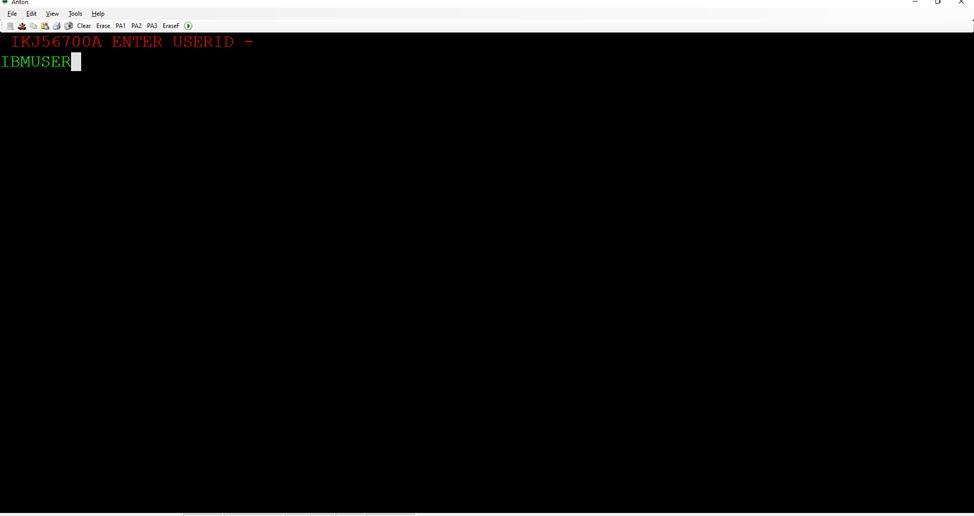 Anton
File Edit View Tools Help
Clear Erase PA1 PA2 PA3 EraseF
IKJ56700A ENTER USERID -
IBMUSER